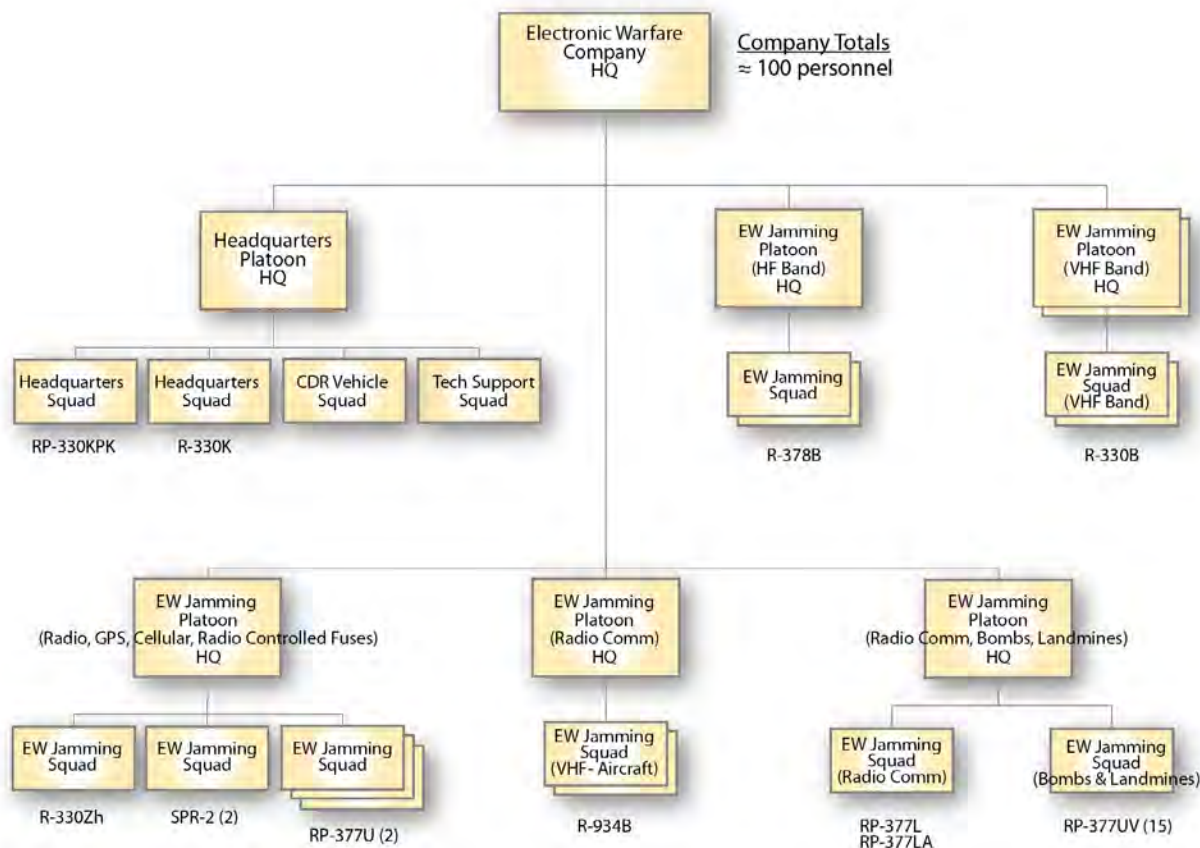 Electronic Warfare
Company
HQ
Company Totals
≈ 100 personnel
Headquarters
Platoon
HQ
EW Jamming
Platoon
(HF Band)
HQ
EW Jamming
Platoon
(VHF Band)
HQ
Headquarters
Squad
Headquarters
Squad
CDR Vehicle
Squad
Tech Support
Squad
EW Jamming
Squad
EW Jamming
Squad
(VHF Band)
RP-330KPK
R-330K
R-378B
R-330B
EW Jamming
Platoon
(Radio, GPS, Cellular, Radio Controlled Fuses)
HQ
EW Jamming
Platoon
(Radio Comm)
HQ
EW Jamming
Platoon
(Radio Comm, Bombs, Landmines)
HQ
EW Jamming
Squad
EW Jamming
Squad
EW Jamming
Squad
EW Jamming
Squad
(VHF- Aircraft)
EW Jamming
Squad
(Radio Comm)
EW Jamming
Squad
(Bombs & Landmines)
R-330Zh
SPR-2 (2)
RP-377U (2)
R-934B
RP-377L
RP-377LA
RP-377UV (15)